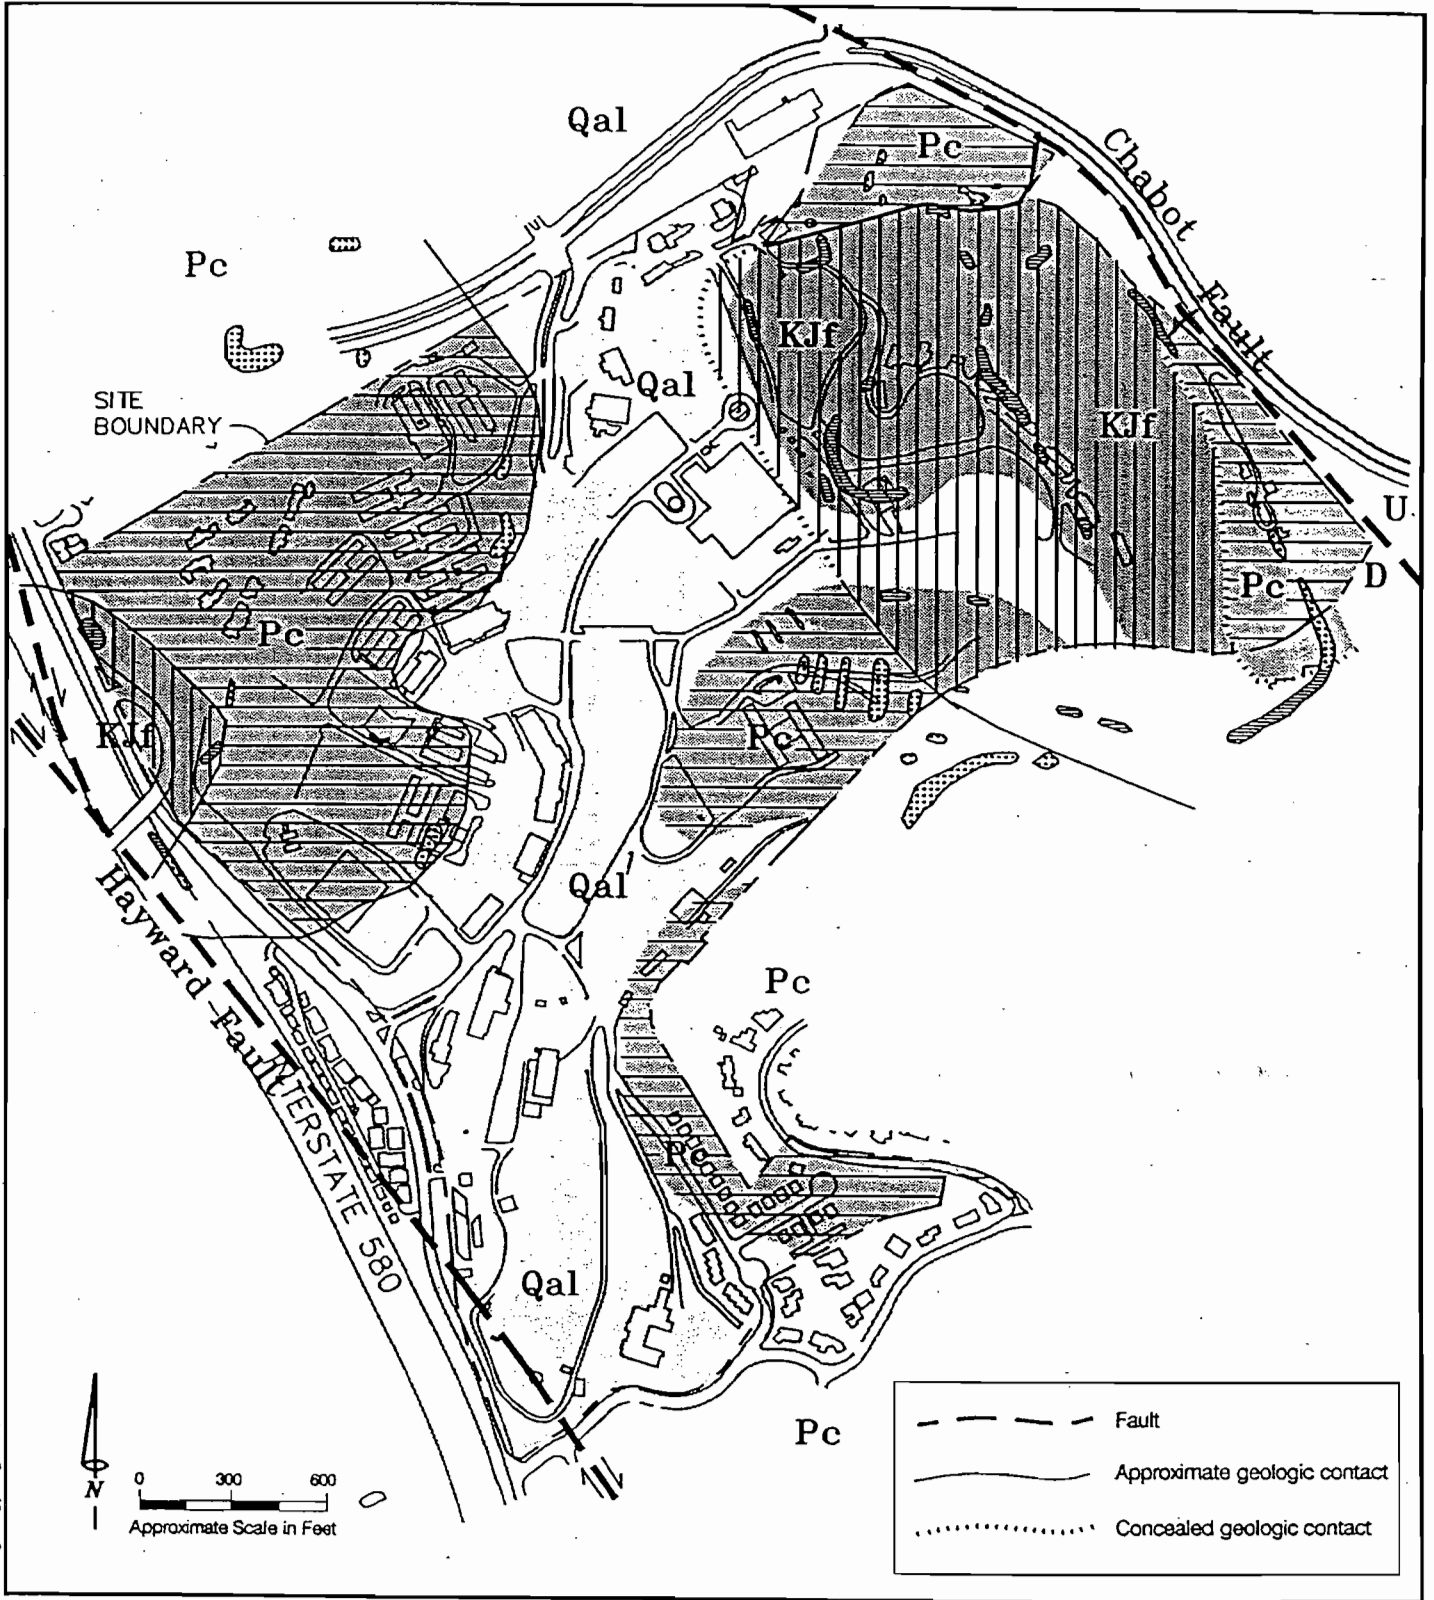 Qal
Pc
Chabot
Fault
Pc
KJf
SITE
BOUNDARY
Qal
KJf
U
D
Pc
Pc
KJf
Pc
Qal
Hayward Fault
Pc
INTERSTATE 580
Pc
Qal
Pc
N
0 300 600
Approximate Scale in Feet
Fault
Approximate geologic contact
Concealed geologic contact